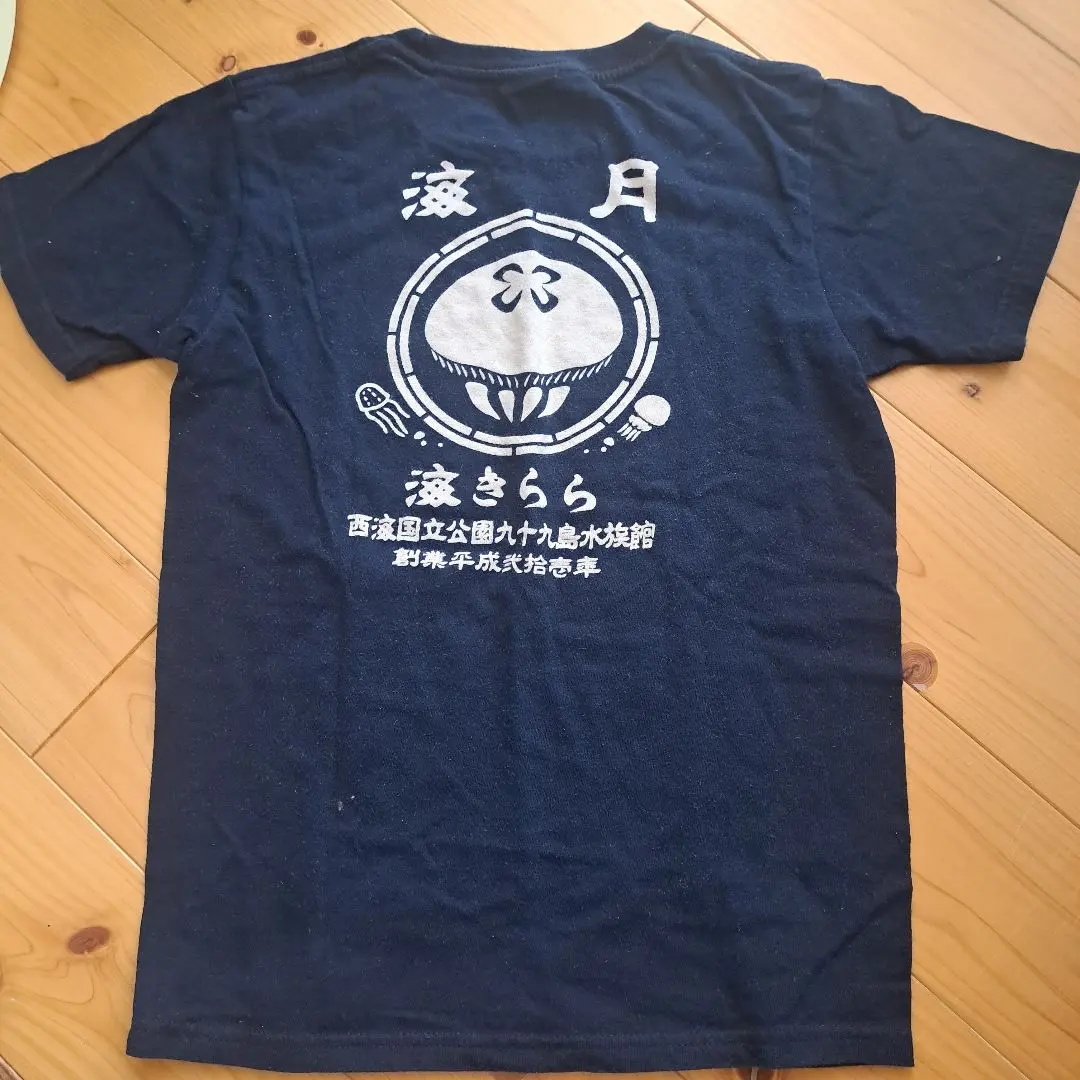 海月
海きらら
西海国立公園九十九島水族館
創業平成弐拾壱年